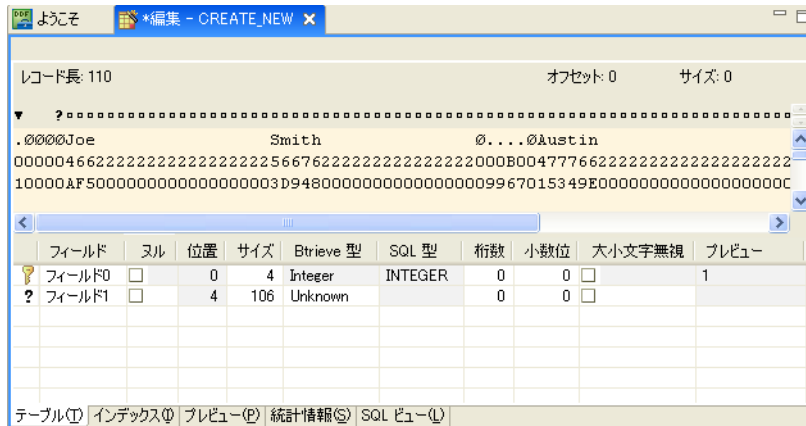 DDF ようこそ *編集 - CREATE_NEW
レコード長: 110 オフセット: 0 サイズ: 0
?
.ØØØØJoe Smith Ø....ØAustin
フィールド ヌル 位置 サイズ Btrieve 型 SQL 型 桁数 小数位 大小文字無視 プレビュー
フィールド0 0 4 Integer INTEGER 0 0 1
? フィールド1 4 106 Unknown 0 0
テーブル(T) インデックス(I) プレビュー(P) 統計情報(S) SQL ビュー(L)